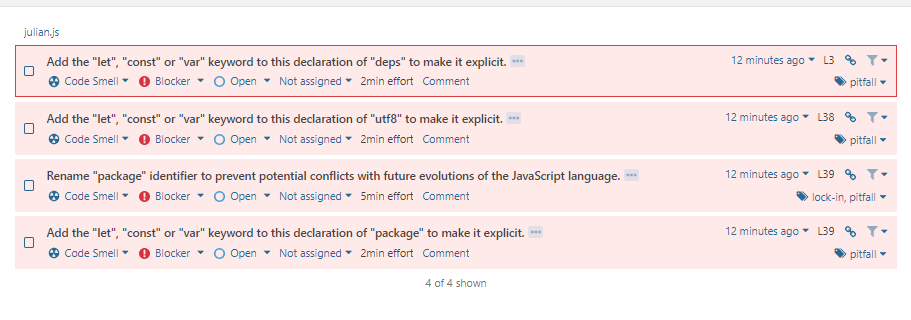 julian.js
Add the "let", "const" or "var" keyword to this declaration of "deps" to make it explicit. ••• 12 minutes ago L3
Code Smell Blocker Open Not assigned 2min effort Comment pitfall
Add the "let", "const" or "var" keyword to this declaration of "utf8" to make it explicit. ••• 12 minutes ago L38
Code Smell Blocker Open Not assigned 2min effort Comment pitfall
Rename "package" identifier to prevent potential conflicts with future evolutions of the JavaScript language. ••• 12 minutes ago L39
Code Smell Blocker Open Not assigned 5min effort Comment lock-in, pitfall
Add the "let", "const" or "var" keyword to this declaration of "package" to make it explicit. ••• 12 minutes ago L39
Code Smell Blocker Open Not assigned 2min effort Comment pitfall
4 of 4 shown